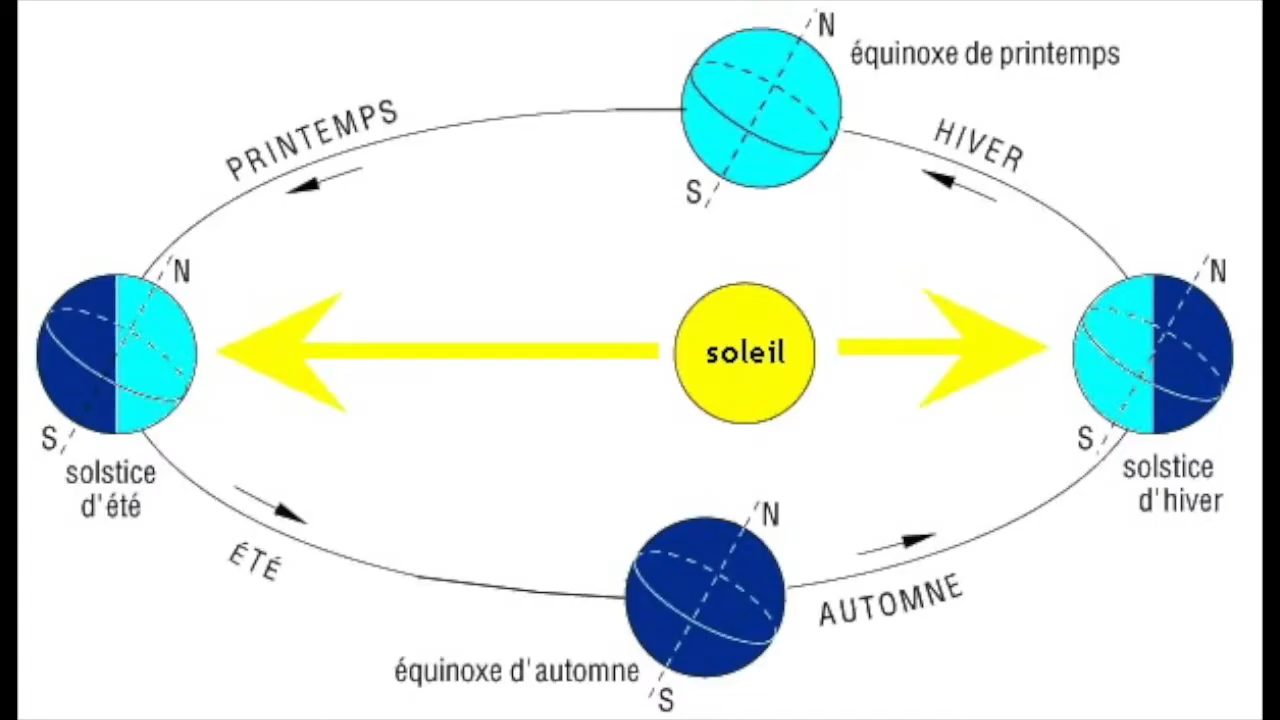 N
équinoxe de printemps
PRINTEMPS
HIVER
S
N
N
soleil
S
S
solstice
d'été
solstice
d'hiver
N
ÉTÉ
AUTOMNE
équinoxe d'automne
S